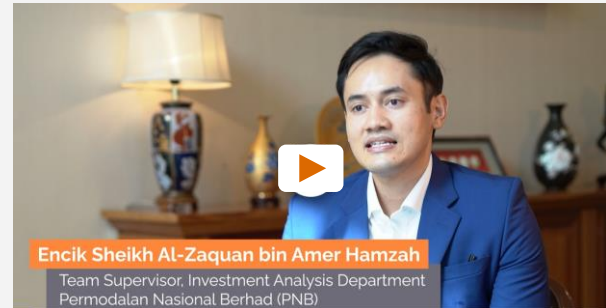 Encik Sheikh Al-Zaquan bin Amer Hamzah
Team Supervisor, Investment Analysis Department
Permodalan Nasional Berhad (PNB)